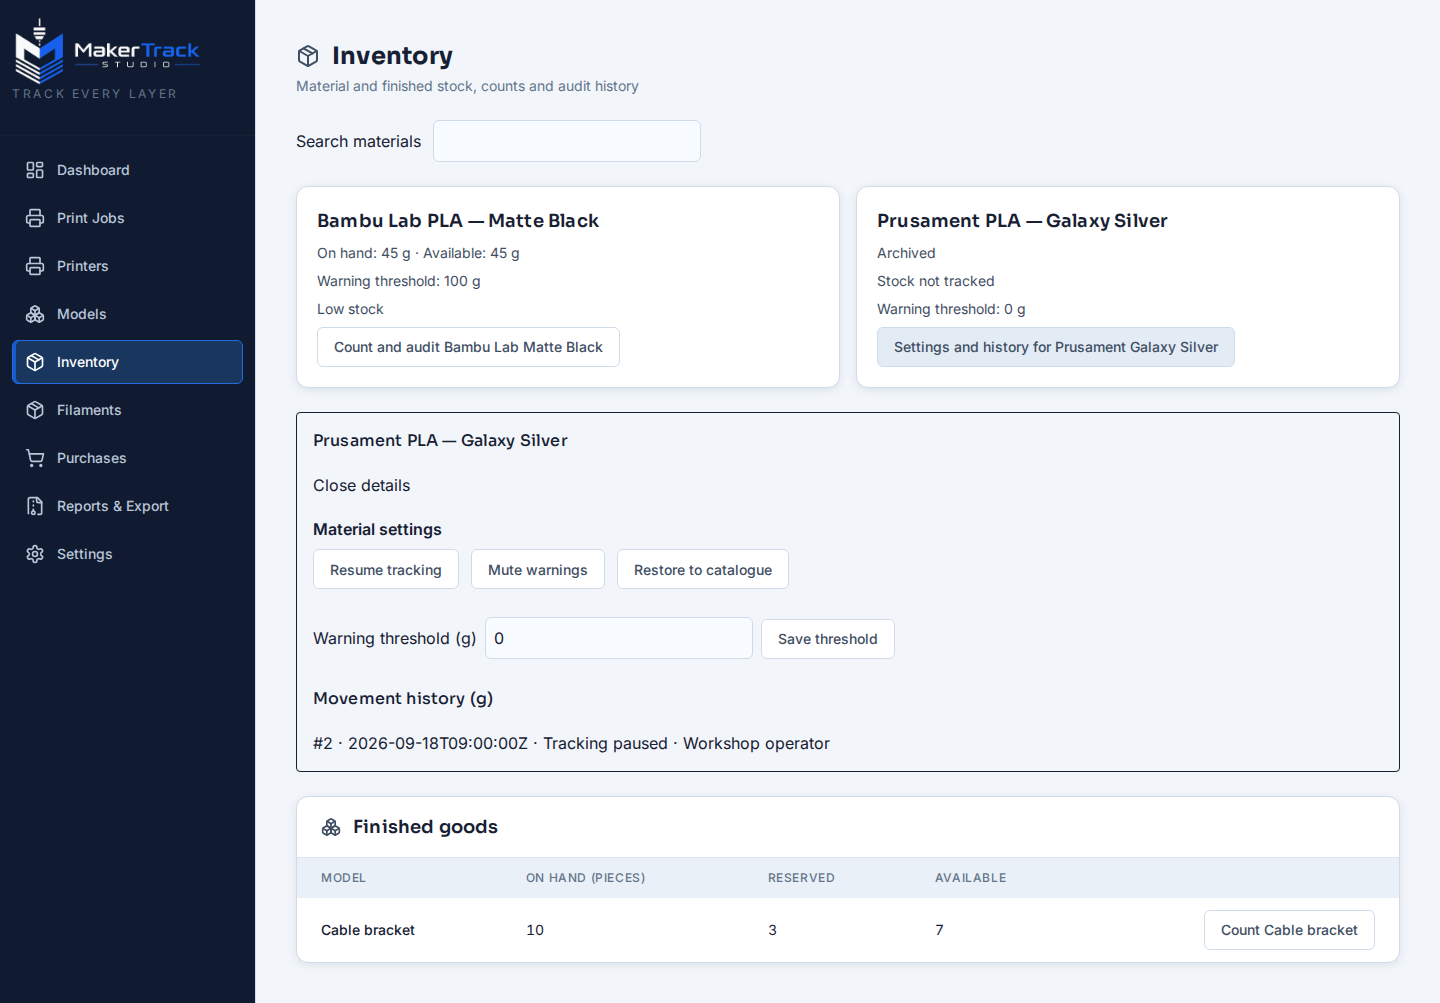 MakerTrack
STUDIO
TRACK EVERY LAYER
Dashboard
Print Jobs
Printers
Models
Inventory
Filaments
Purchases
Reports & Export
Settings
Inventory
Material and finished stock, counts and audit history
Search materials
Bambu Lab PLA — Matte Black
On hand: 45 g · Available: 45 g
Warning threshold: 100 g
Low stock
Count and audit Bambu Lab Matte Black
Prusament PLA — Galaxy Silver
Archived
Stock not tracked
Warning threshold: 0 g
Settings and history for Prusament Galaxy Silver
Prusament PLA — Galaxy Silver
Close details
Material settings
Resume tracking Mute warnings Restore to catalogue
Warning threshold (g) 0 Save threshold
Movement history (g)
#2 · 2026-09-18T09:00:00Z · Tracking paused · Workshop operator
Finished goods
MODEL ON HAND (PIECES) RESERVED AVAILABLE
Cable bracket 10 3 7 Count Cable bracket